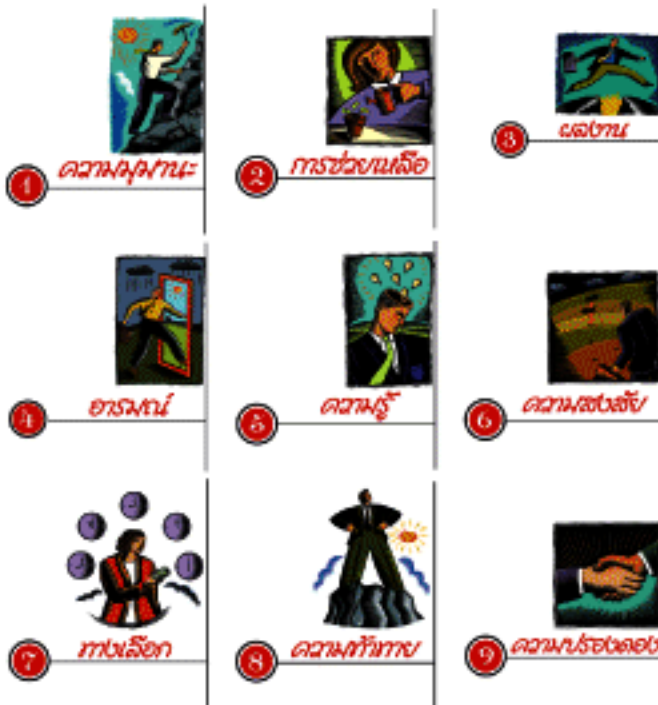 1 ความมุมานะ
2 การช่วยเหลือ
3 ผลงาน
4 อารมณ์
5 ความรู้
6 ความสงสัย
7 ทางเลือก
8 ความท้าทาย
9 ความปรองดอง